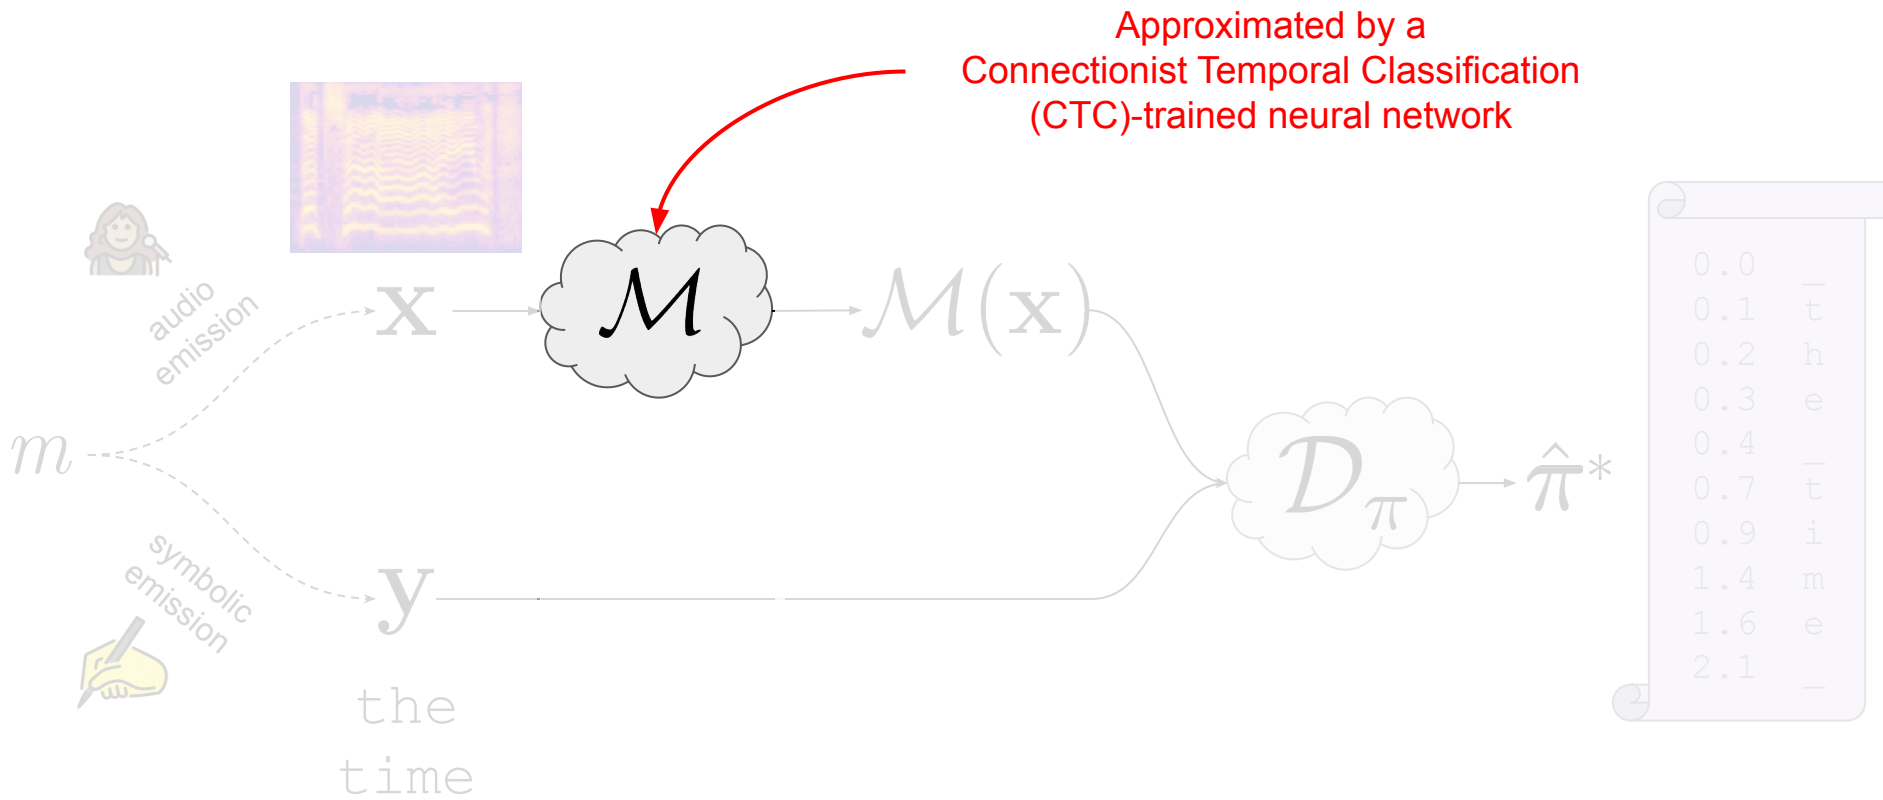 Approximated by a
Connectionist Temporal Classification
(CTC)-trained neural network
audio
emission
x
ℳ
ℳ(x)
m
𝒟_π
π̂*
symbolic
emission
y
the
time
0.0 _
0.1 t
0.2 h
0.3 e
0.4 _
0.7 t
0.9 i
1.4 m
1.6 e
2.1 _